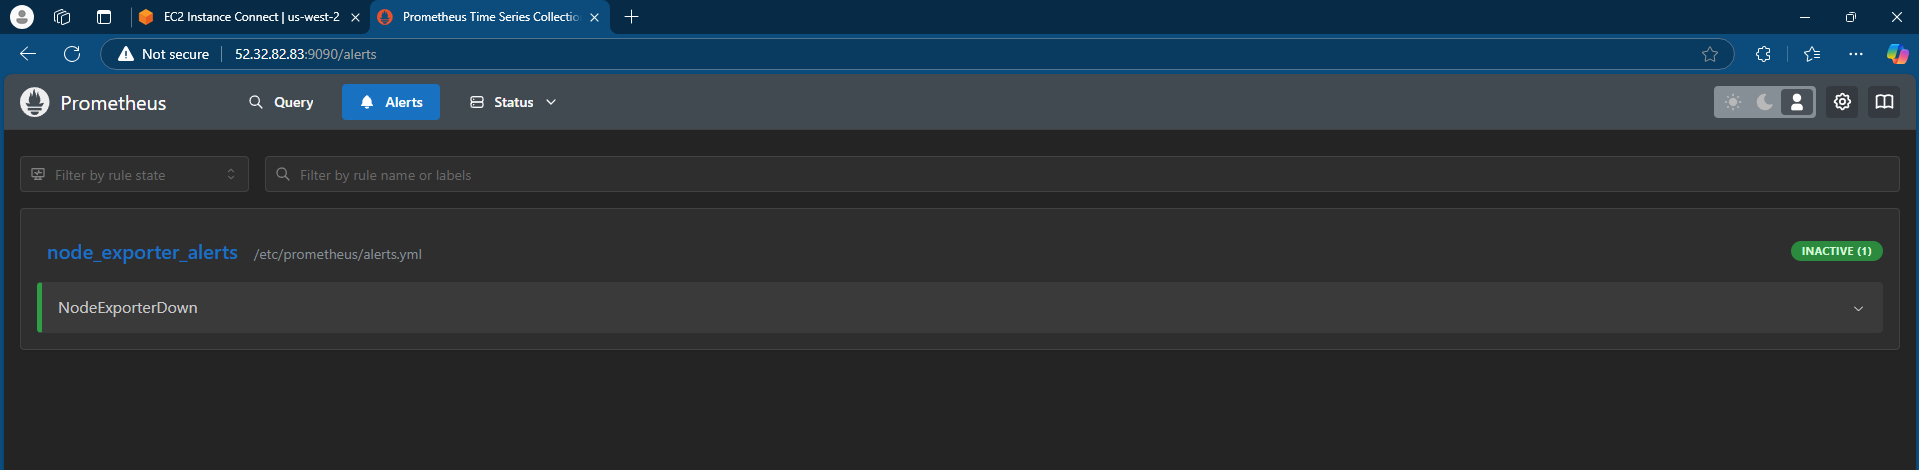 EC2 Instance Connect | us-west-2
Prometheus Time Series Collectio
Not secure
52.32.82.83:9090/alerts
Prometheus
Query
Alerts
Status
Filter by rule state
Filter by rule name or labels
node_exporter_alerts /etc/prometheus/alerts.yml
INACTIVE (1)
NodeExporterDown